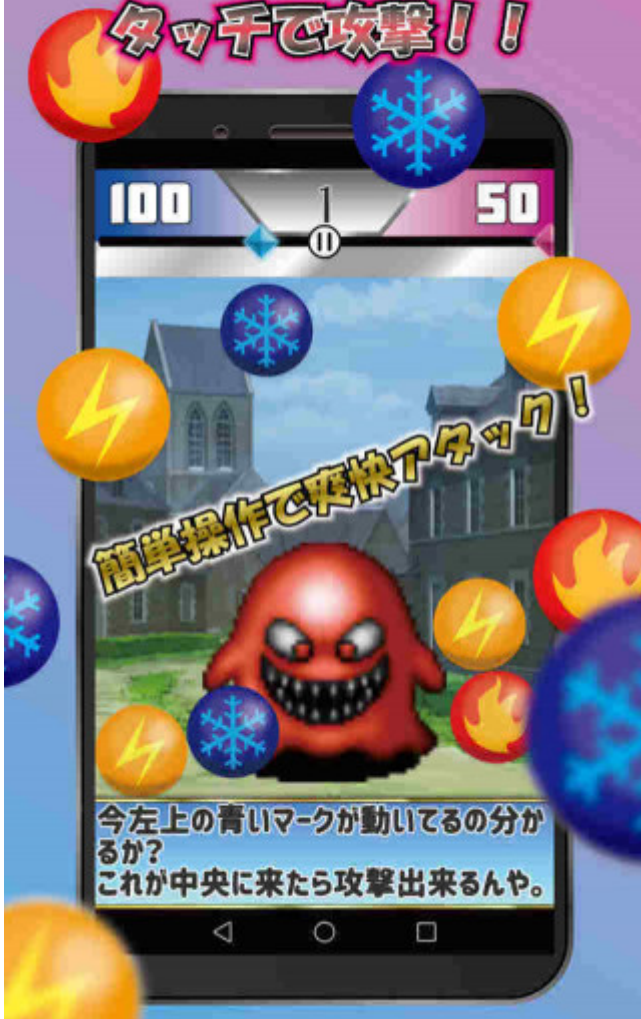 タッチで攻撃！！
100
1
50
簡単操作で爽快アタック！
今左上の青いマークが動いてるの分か
るか?
これが中央に来たら攻撃出来るんや。